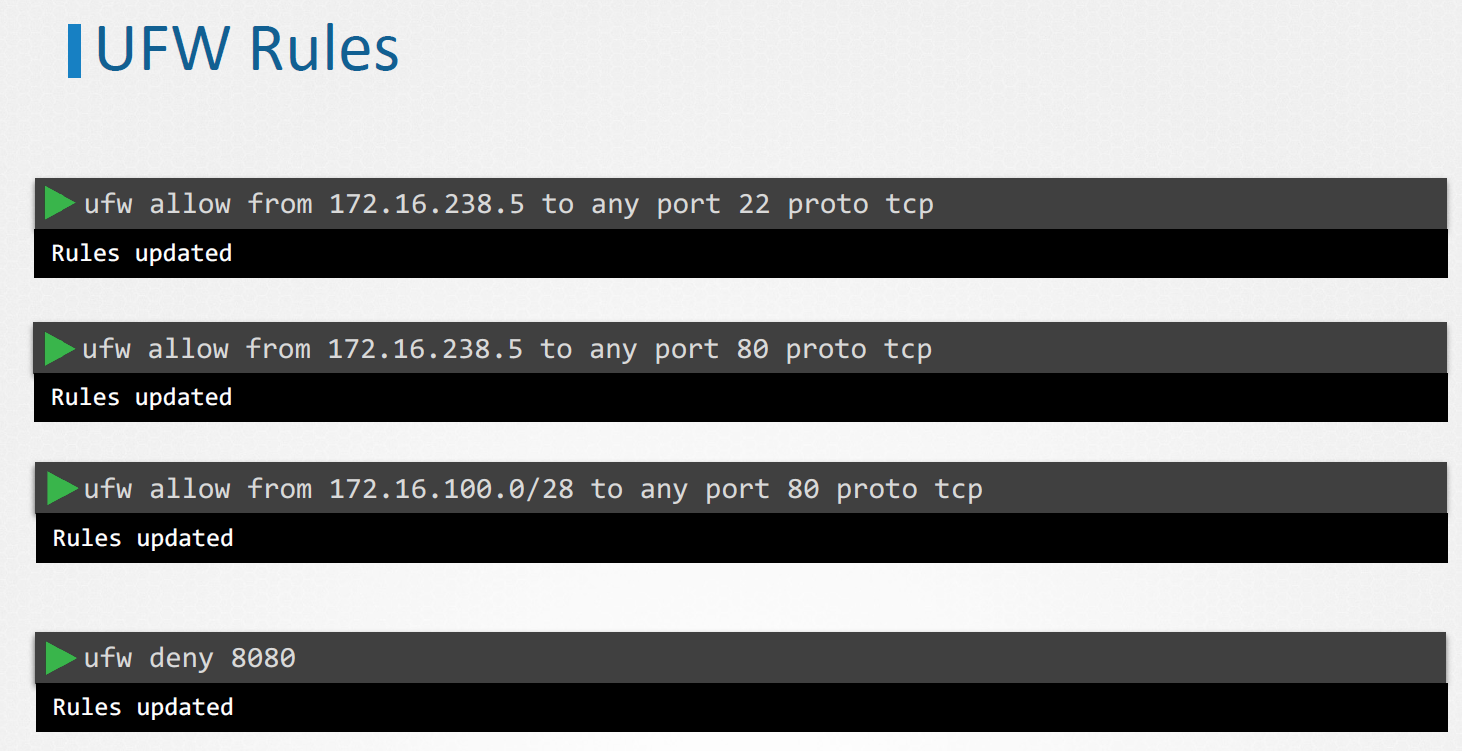 UFW Rules
ufw allow from 172.16.238.5 to any port 22 proto tcp
Rules updated
ufw allow from 172.16.238.5 to any port 80 proto tcp
Rules updated
ufw allow from 172.16.100.0/28 to any port 80 proto tcp
Rules updated
ufw deny 8080
Rules updated